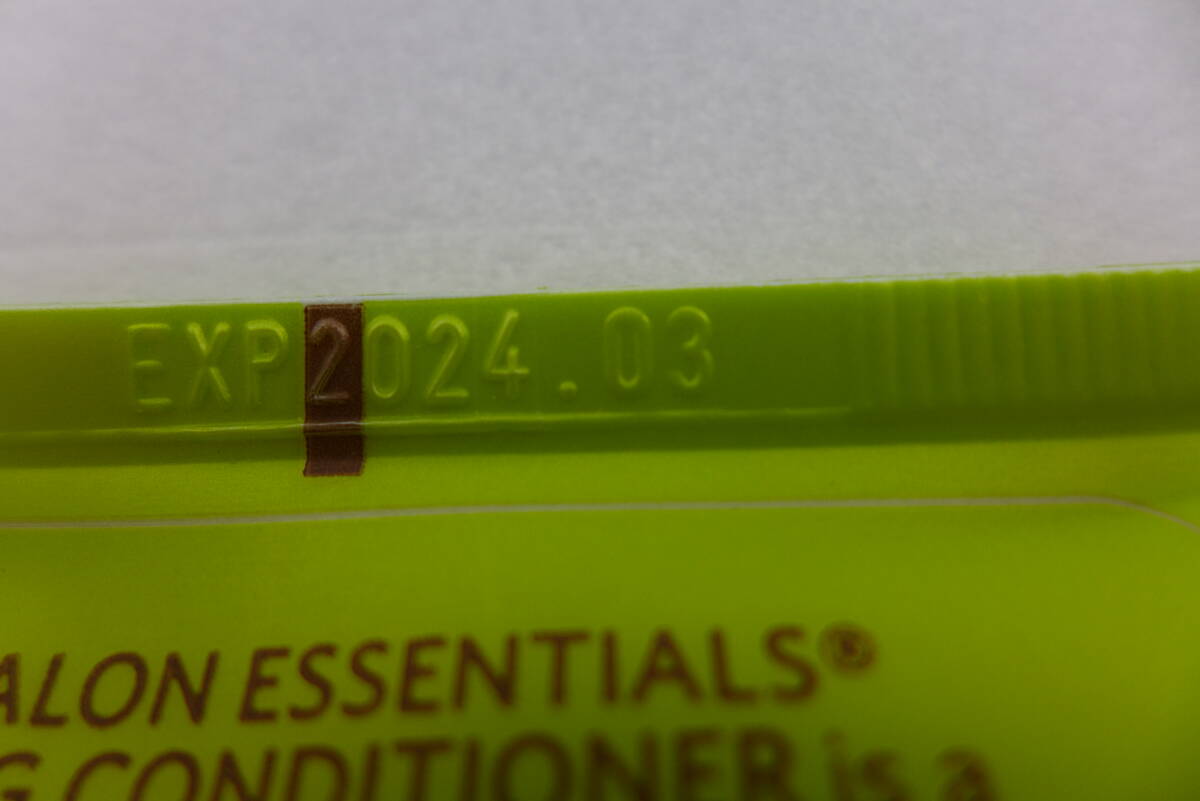 EXP2024.03
ALON ESSENTIALS®
G CONDITIONER is a